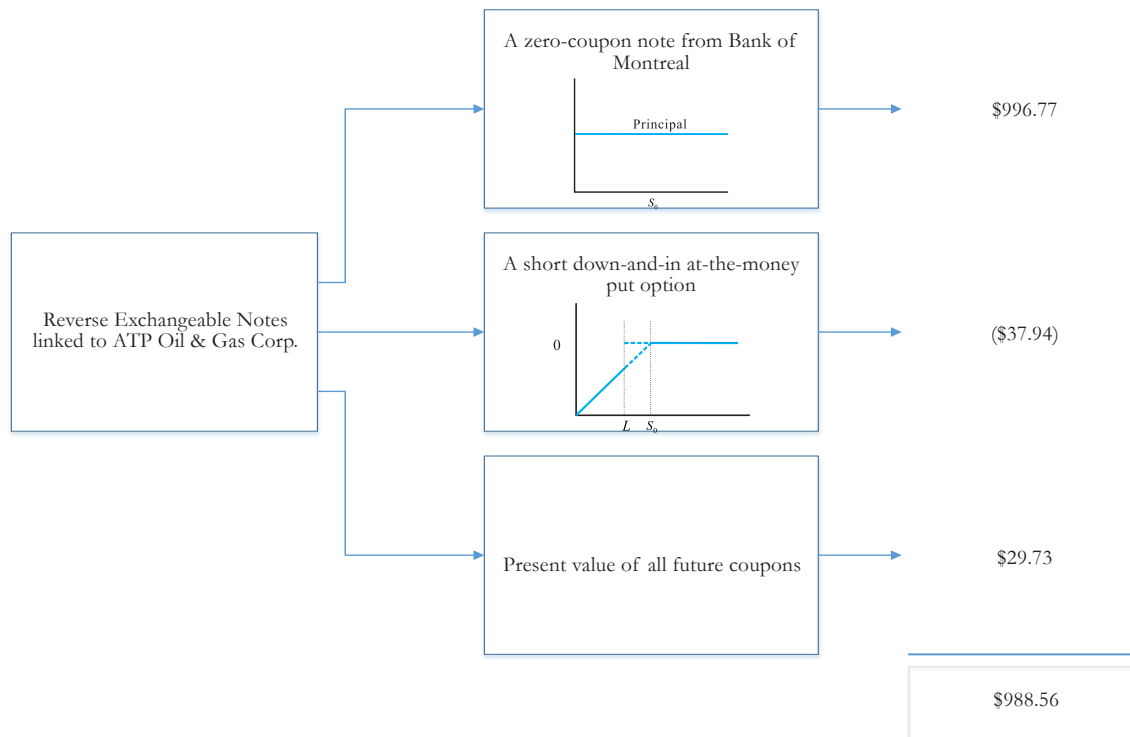 A zero-coupon note from Bank of
Montreal
Principal
S₀
$996.77
Reverse Exchangeable Notes
linked to ATP Oil & Gas Corp.
A short down-and-in at-the-money
put option
0
L
S₀
($37.94)
Present value of all future coupons
$29.73
$988.56